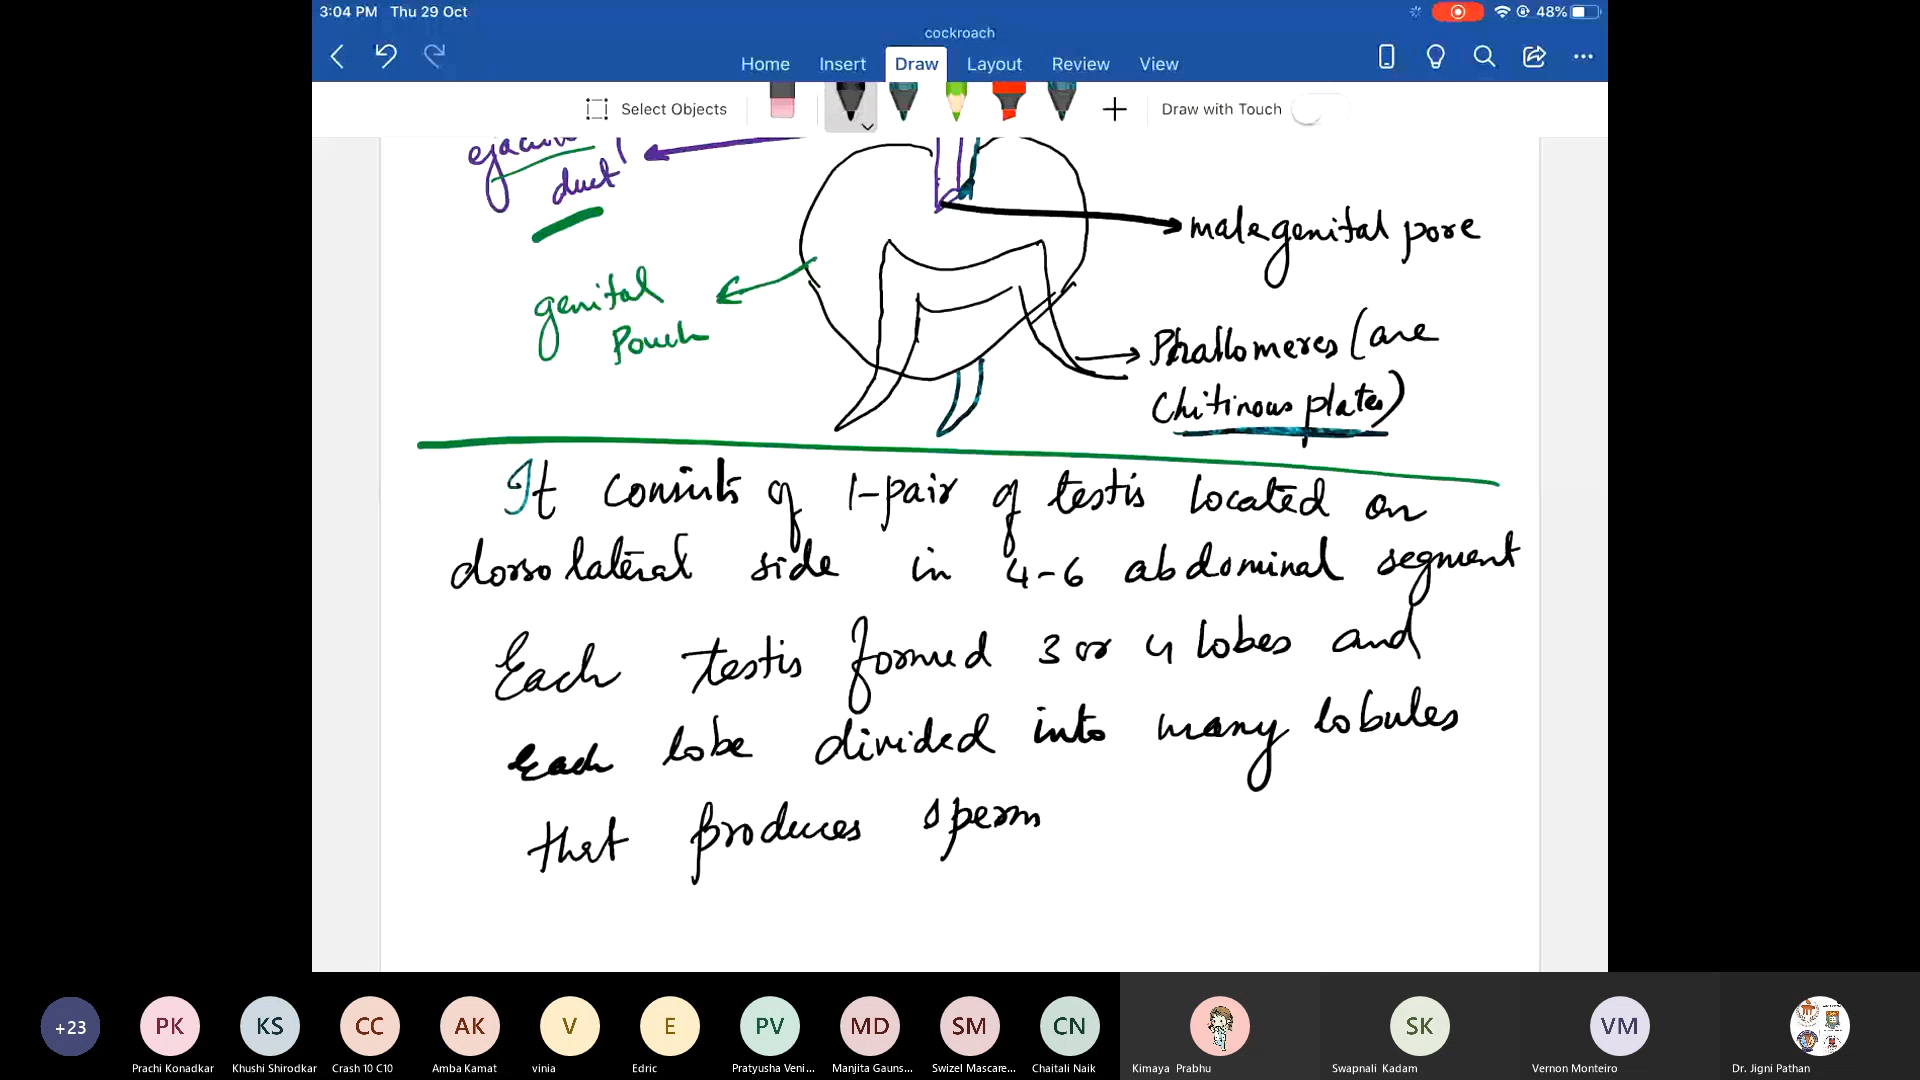 3:04 PM Thu 29 Oct
48%
cockroach
Home Insert Draw Layout Review View
Select Objects
Draw with Touch
duct
male genital pore
genital
Pouch
Phallomeres (are
Chitinous plates)
It consists of 1-pair of testis located on
dorsolateral side in 4-6 abdominal segment
Each testis formed 3 or 4 lobes and
each lobe divided into many lobules
that produces sperm
+23 PK KS CC AK V E PV MD SM CN SK VM
Prachi Konadkar Khushi Shirodkar Crash 10 C10 Amba Kamat vinia Edric Pratyusha Veni... Manjita Gauns... Swizel Mascare... Chaitali Naik Kimaya Prabhu Swapnali Kadam Vernon Monteiro Dr. Jigni Pathan